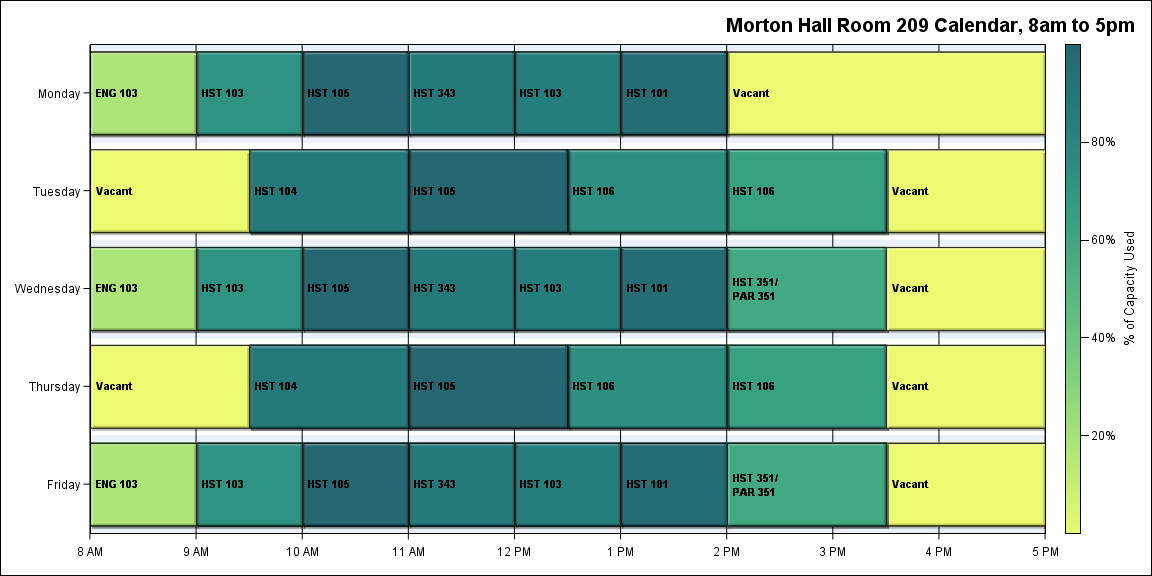 Morton Hall Room 209 Calendar, 8am to 5pm
Monday
ENG 103
HST 103
HST 105
HST 343
HST 103
HST 101
Vacant
Tuesday
Vacant
HST 104
HST 105
HST 106
HST 106
Vacant
Wednesday
ENG 103
HST 103
HST 105
HST 343
HST 103
HST 101
HST 351/
PAR 351
Vacant
Thursday
Vacant
HST 104
HST 105
HST 106
HST 106
Vacant
Friday
ENG 103
HST 103
HST 105
HST 343
HST 103
HST 101
HST 351/
PAR 351
Vacant
8 AM
9 AM
10 AM
11 AM
12 PM
1 PM
2 PM
3 PM
4 PM
5 PM
80%
60%
40%
20%
% of Capacity Used